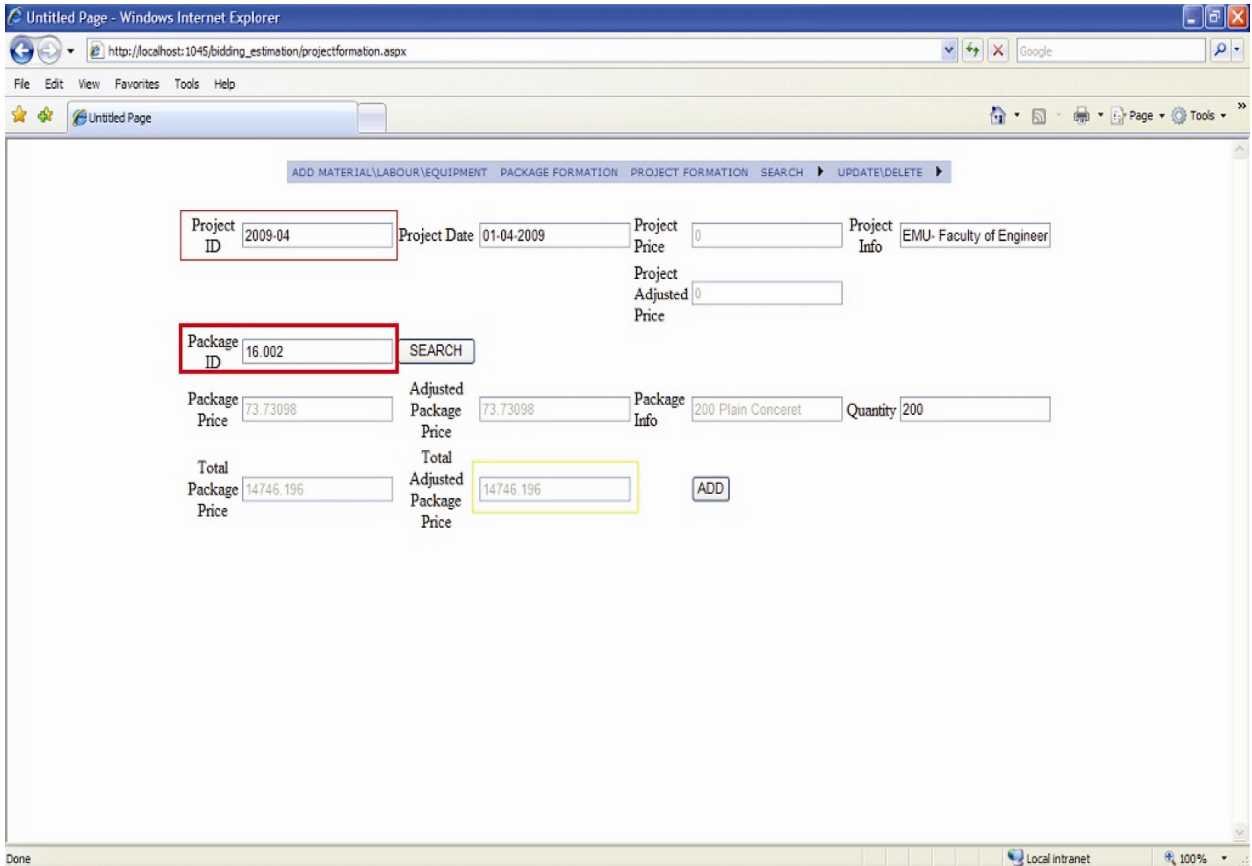 Untitled Page - Windows Internet Explorer
http://localhost:1045/bidding_estimation/projectformation.aspx
Google
File Edit View Favorites Tools Help
Untitled Page
Page Tools
ADD MATERIAL\LABOUR\EQUIPMENT PACKAGE FORMATION PROJECT FORMATION SEARCH UPDATE\DELETE
Project ID 2009-04 Project Date 01-04-2009 Project Price 0 Project Info EMU- Faculty of Engineer
Project Adjusted Price 0
Package ID 16.002 SEARCH
Package Price 73.73098 Adjusted Package Price 73.73098 Package Info 200 Plain Conceret Quantity 200
Total Package Price 14746.196 Total Adjusted Package Price 14746.196 ADD
Done Local intranet 100%